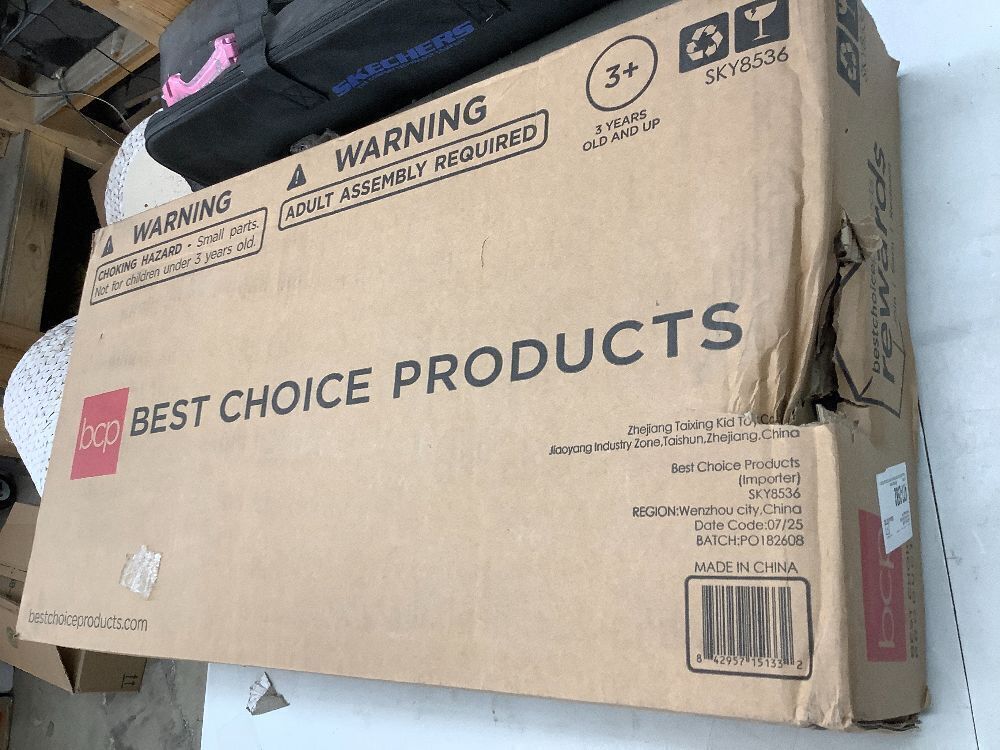 SKECHERS
WARNING
CHOKING HAZARD - Small parts.
Not for children under 3 years old.
WARNING
ADULT ASSEMBLY REQUIRED
3+
3 YEARS
OLD AND UP
SKY8536
bcp BEST CHOICE PRODUCTS
Zhejiang Taixing Kid Toy
Jiaoyang Industry Zone,Taishun,Zhejiang,China
Best Choice Products
(Importer)
SKY8536
REGION:Wenzhou city,China
Date Code:07/25
BATCH:PO182608
MADE IN CHINA
8 42957 15133 2
bestchoiceproducts.com
bestchoice
rewards
bcp